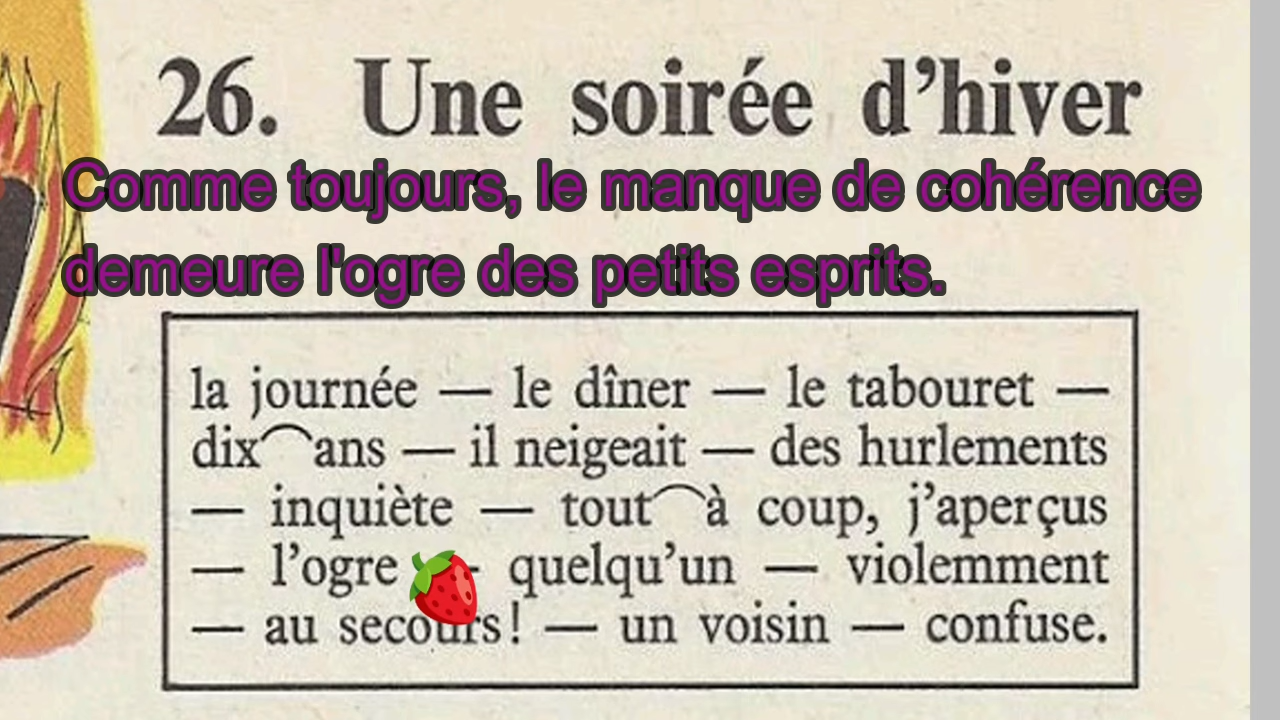 26. Une soirée d'hiver
Comme toujours, le manque de cohérence
demeure l'ogre des petits esprits.
la journée — le dîner — le tabouret —
dix‿ans — il neigeait — des hurlements
— inquiète — tout‿à coup, j'aperçus
— l'ogre — quelqu'un — violemment
— au secours! — un voisin — confuse.